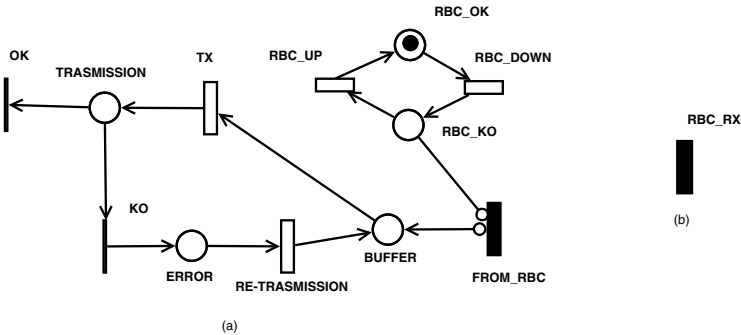 RBC_OK
OK
TX
RBC_UP
RBC_DOWN
TRASMISSION
RBC_RX
RBC_KO
KO
(b)
ERROR
BUFFER
RE-TRASMISSION
FROM_RBC
(a)